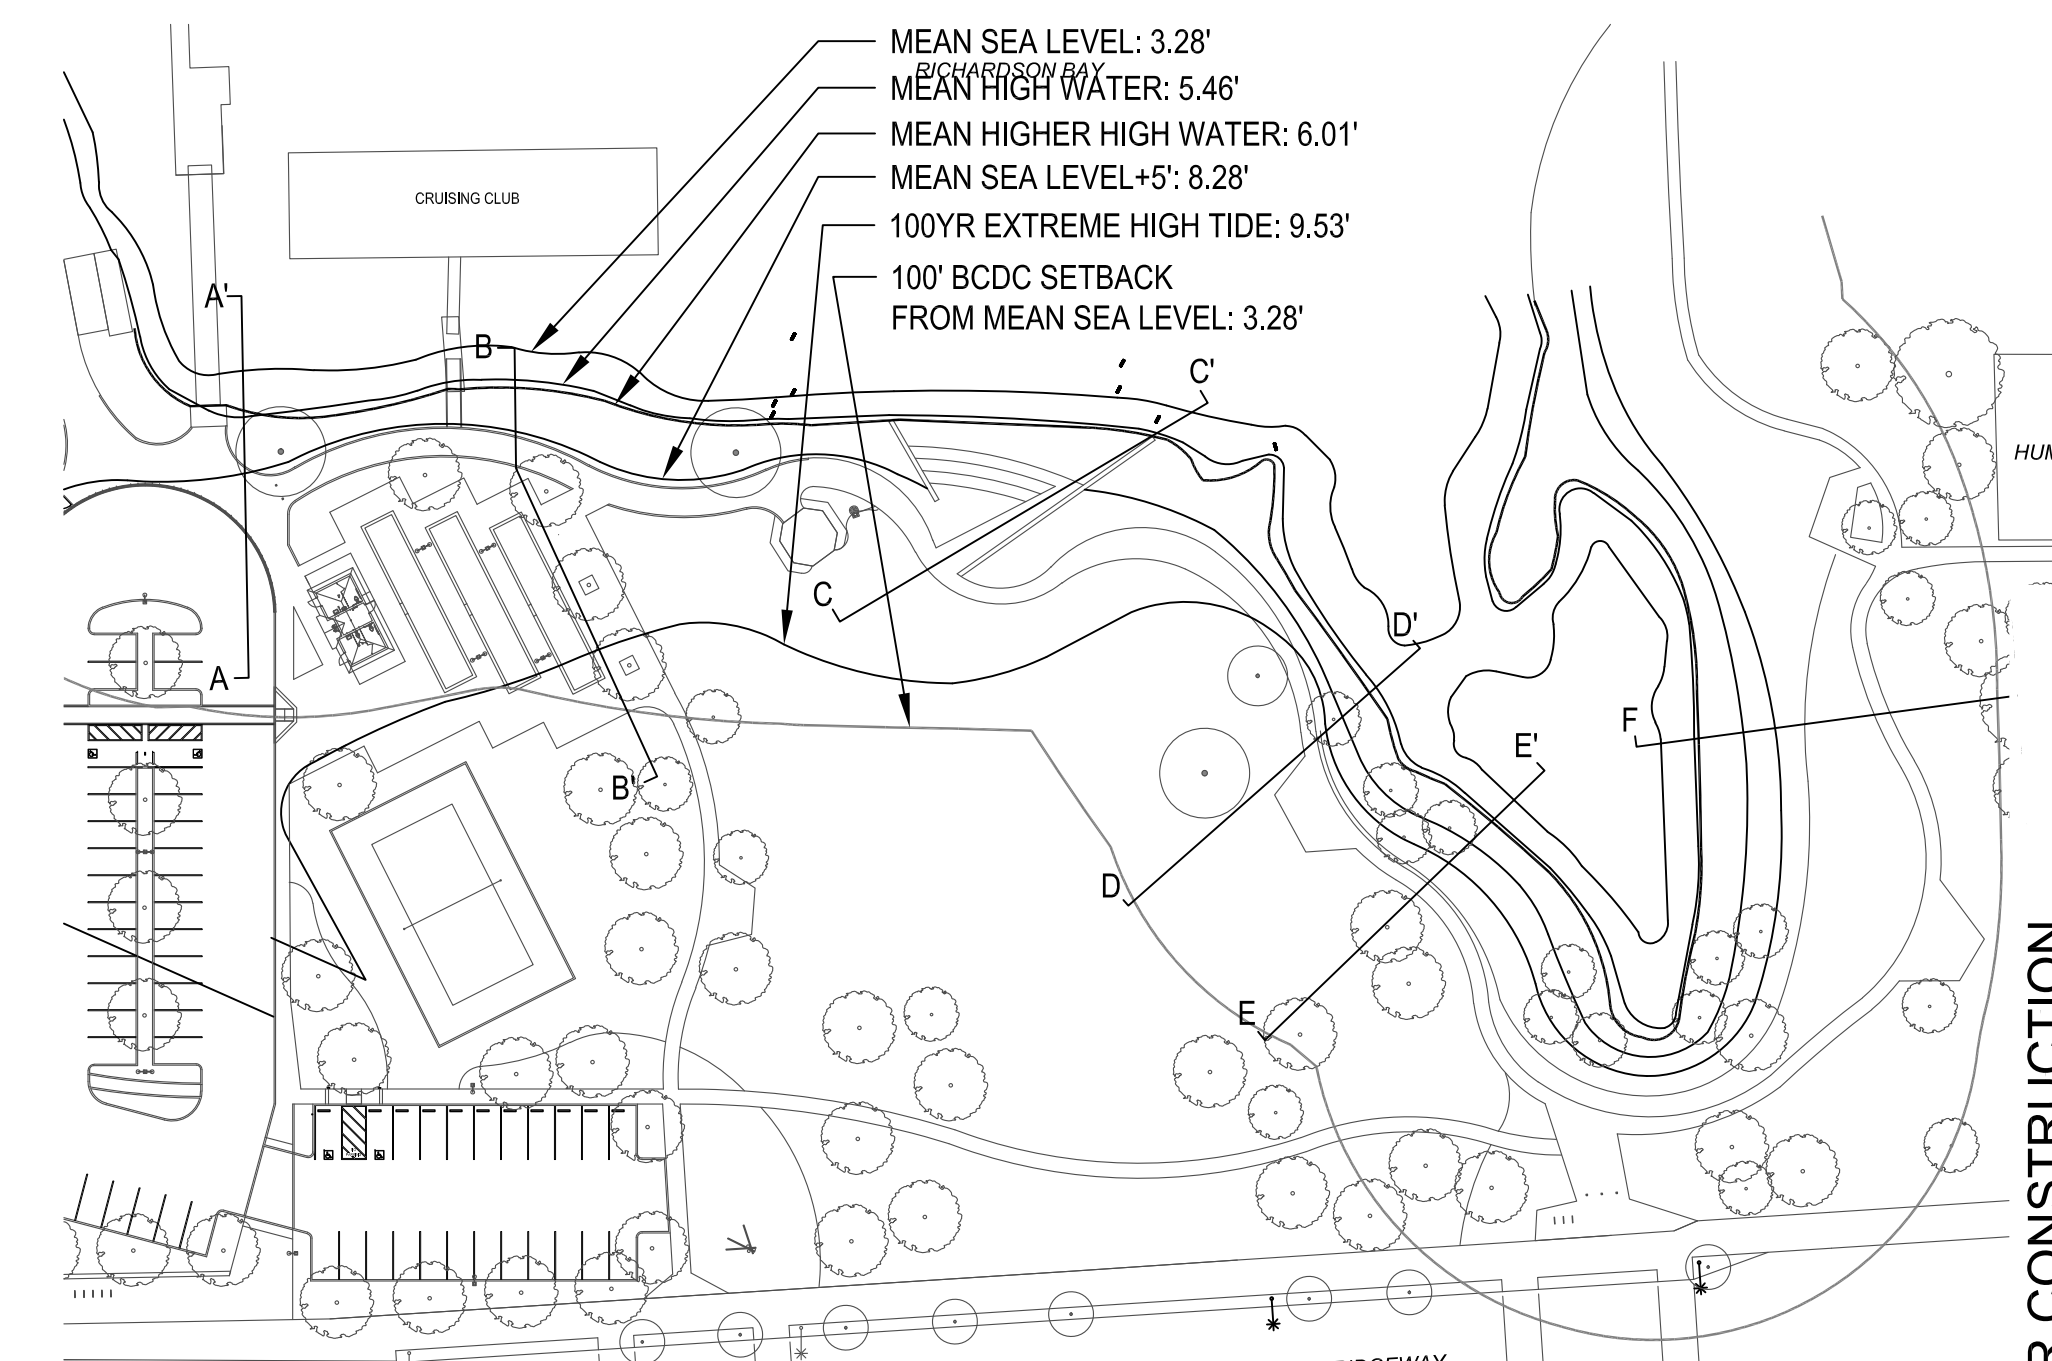 MEAN SEA LEVEL: 3.28'
RICHARDSON BAY
MEAN HIGH WATER: 5.46'
MEAN HIGHER HIGH WATER: 6.01'
MEAN SEA LEVEL+5': 8.28'
CRUISING CLUB
100YR EXTREME HIGH TIDE: 9.53'
100' BCDC SETBACK
FROM MEAN SEA LEVEL: 3.28'
A'
B
C'
HUM
C
D'
A
F
E'
B'
D
E
R CONSTRUCTION